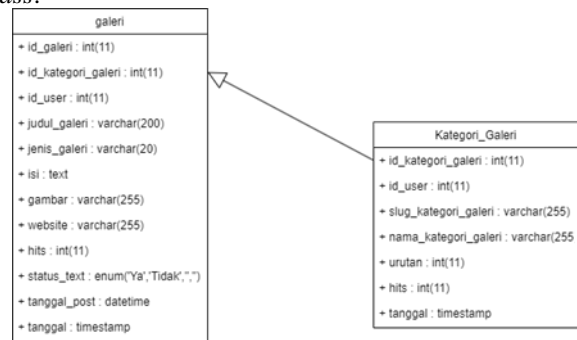 galeri
+ id_galeri : int(11)
+ id_kategori_galeri : int(11)
+ id_user : int(11)
+ judul_galeri : varchar(200)
+ jenis_galeri : varchar(20)
+ isi : text
+ gambar : varchar(255)
+ website : varchar(255)
+ hits : int(11)
+ status_text : enum('Ya','Tidak','','')
+ tanggal_post : datetime
+ tanggal : timestamp
Kategori_Galeri
+ id_kategori_galeri : int(11)
+ id_user : int(11)
+ slug_kategori_galeri : varchar(255)
+ nama_kategori_galeri : varchar(255
+ urutan : int(11)
+ hits : int(11)
+ tanggal : timestamp